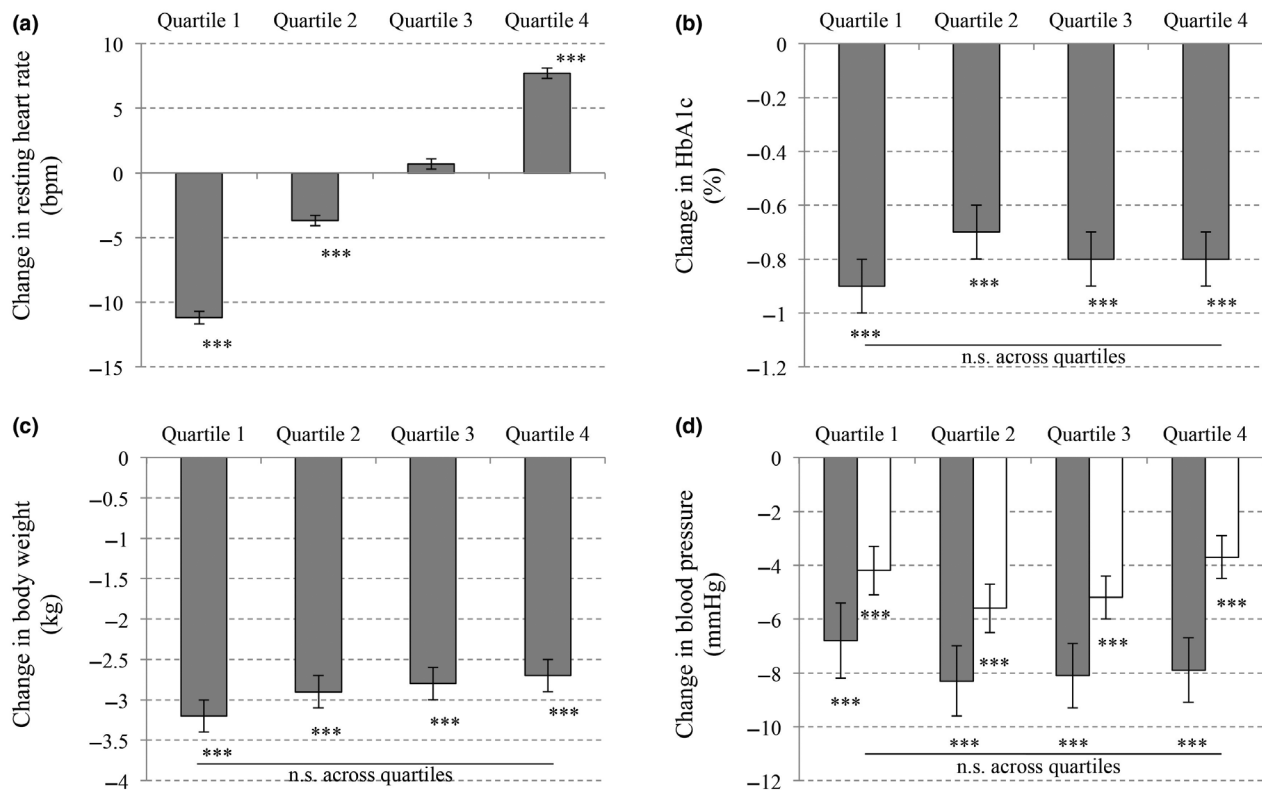 (a)
Quartile 1 Quartile 2 Quartile 3 Quartile 4
Change in resting heart rate
(bpm)
10
5
0
−5
−10
−15
***
***
***
(b)
Quartile 1 Quartile 2 Quartile 3 Quartile 4
Change in HbA1c
(%)
0
−0.2
−0.4
−0.6
−0.8
−1
−1.2
***
***
***
***
n.s. across quartiles
(c)
Quartile 1 Quartile 2 Quartile 3 Quartile 4
Change in body weight
(kg)
0
−0.5
−1
−1.5
−2
−2.5
−3
−3.5
−4
***
***
***
***
n.s. across quartiles
(d)
Quartile 1 Quartile 2 Quartile 3 Quartile 4
Change in blood pressure
(mmHg)
0
−2
−4
−6
−8
−10
−12
***
***
***
***
***
***
***
***
n.s. across quartiles